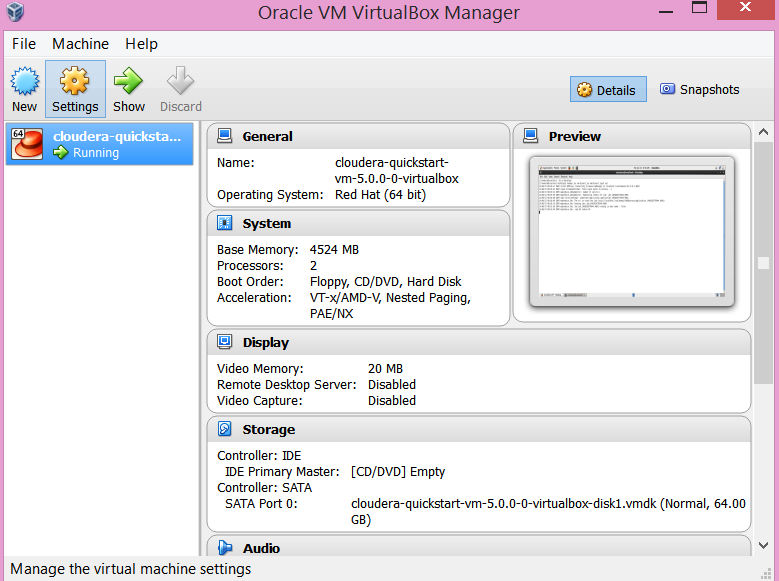 Oracle VM VirtualBox Manager
File Machine Help
New Settings Show Discard
Details Snapshots
64
cloudera-quicksta...
Running
General
Name: cloudera-quickstart-
vm-5.0.0-0-virtualbox
Operating System: Red Hat (64 bit)
Preview
System
Base Memory: 4524 MB
Processors: 2
Boot Order: Floppy, CD/DVD, Hard Disk
Acceleration: VT-x/AMD-V, Nested Paging,
PAE/NX
Display
Video Memory: 20 MB
Remote Desktop Server: Disabled
Video Capture: Disabled
Storage
Controller: IDE
IDE Primary Master: [CD/DVD] Empty
Controller: SATA
SATA Port 0: cloudera-quickstart-vm-5.0.0-0-virtualbox-disk1.vmdk (Normal, 64.00
GB)
Audio
Manage the virtual machine settings